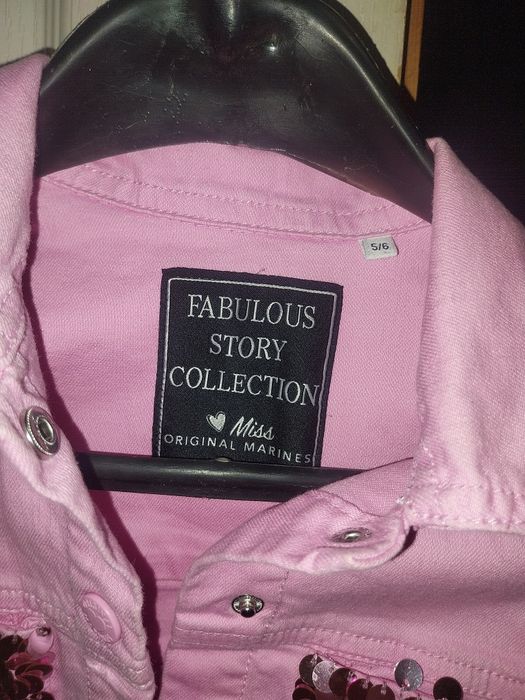 5/6
FABULOUS
STORY
COLLECTION
Miss
ORIGINAL MARINES